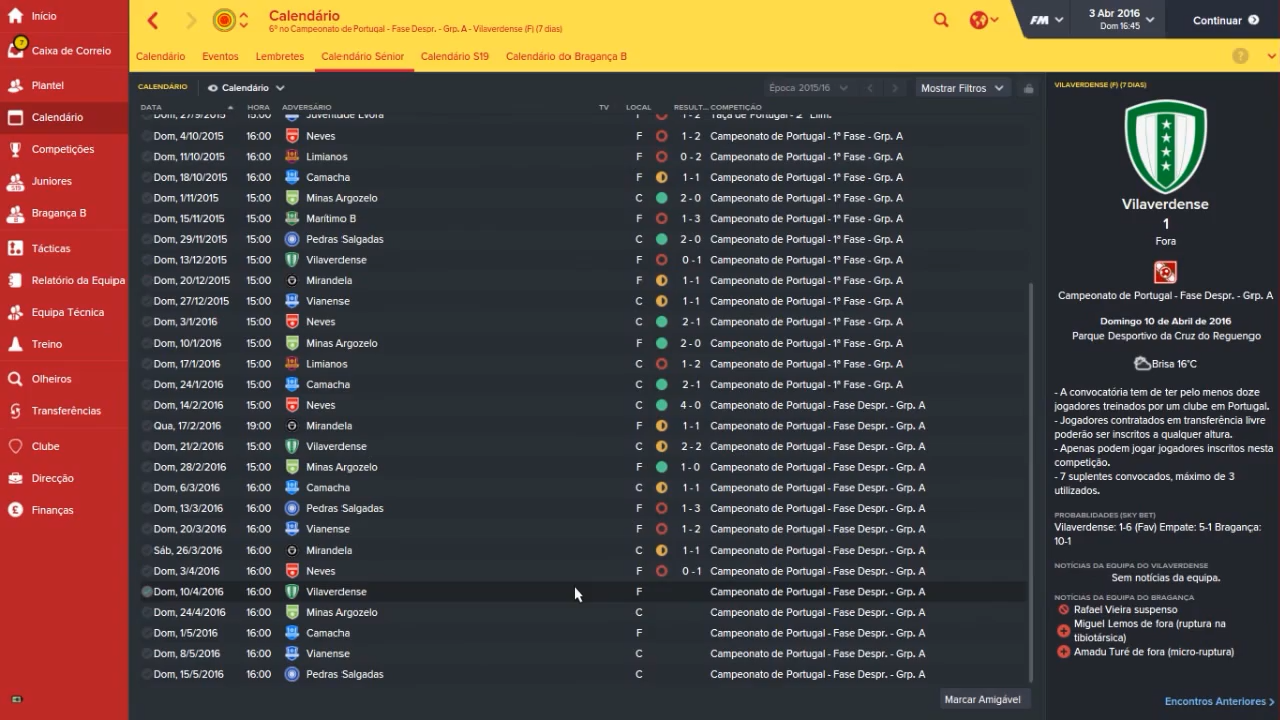 Início
Caixa de Correio
7
Plantel
Calendário
Competições
Juniores
Bragança B
Tácticas
Relatório da Equipa
Equipa Técnica
Treino
Olheiros
Transferências
Clube
Direcção
Finanças
Calendário
6º no Campeonato de Portugal - Fase Despr. - Grp. A - Vilaverdense (F) (7 dias)
FM
3 Abr 2016
Dom 16:45
Continuar
Calendário Eventos Lembretes Calendário Sénior Calendário S19 Calendário do Bragança B
?
CALENDÁRIO Calendário Época 2015/16 Mostrar Filtros
DATA HORA ADVERSÁRIO TV LOCAL RESULT... COMPETIÇÃO
Dom, 27/9/2015 15:00 Juventude Évora F 1 - 2 Taça de Portugal - 2ª Elim.
Dom, 4/10/2015 16:00 Neves F 1 - 2 Campeonato de Portugal - 1ª Fase - Grp. A
Dom, 11/10/2015 16:00 Limianos F 0 - 2 Campeonato de Portugal - 1ª Fase - Grp. A
Dom, 18/10/2015 16:00 Camacha F 1 - 1 Campeonato de Portugal - 1ª Fase - Grp. A
Dom, 1/11/2015 15:00 Minas Argozelo C 2 - 0 Campeonato de Portugal - 1ª Fase - Grp. A
Dom, 15/11/2015 15:00 Marítimo B F 1 - 3 Campeonato de Portugal - 1ª Fase - Grp. A
Dom, 29/11/2015 15:00 Pedras Salgadas C 2 - 0 Campeonato de Portugal - 1ª Fase - Grp. A
Dom, 13/12/2015 15:00 Vilaverdense F 0 - 1 Campeonato de Portugal - 1ª Fase - Grp. A
Dom, 20/12/2015 15:00 Mirandela F 1 - 1 Campeonato de Portugal - 1ª Fase - Grp. A
Dom, 27/12/2015 15:00 Vianense C 1 - 1 Campeonato de Portugal - 1ª Fase - Grp. A
Dom, 3/1/2016 15:00 Neves C 2 - 1 Campeonato de Portugal - 1ª Fase - Grp. A
Dom, 10/1/2016 15:00 Minas Argozelo F 2 - 0 Campeonato de Portugal - 1ª Fase - Grp. A
Dom, 17/1/2016 15:00 Limianos C 1 - 2 Campeonato de Portugal - 1ª Fase - Grp. A
Dom, 24/1/2016 15:00 Camacha C 2 - 1 Campeonato de Portugal - 1ª Fase - Grp. A
Dom, 14/2/2016 15:00 Neves C 4 - 0 Campeonato de Portugal - Fase Despr. - Grp. A
Qua, 17/2/2016 19:00 Mirandela F 1 - 1 Campeonato de Portugal - Fase Despr. - Grp. A
Dom, 21/2/2016 15:00 Vilaverdense C 2 - 2 Campeonato de Portugal - Fase Despr. - Grp. A
Dom, 28/2/2016 15:00 Minas Argozelo F 1 - 0 Campeonato de Portugal - Fase Despr. - Grp. A
Dom, 6/3/2016 16:00 Camacha C 1 - 1 Campeonato de Portugal - Fase Despr. - Grp. A
Dom, 13/3/2016 16:00 Pedras Salgadas F 1 - 3 Campeonato de Portugal - Fase Despr. - Grp. A
Dom, 20/3/2016 16:00 Vianense F 1 - 2 Campeonato de Portugal - Fase Despr. - Grp. A
Sáb, 26/3/2016 16:00 Mirandela C 1 - 1 Campeonato de Portugal - Fase Despr. - Grp. A
Dom, 3/4/2016 16:00 Neves F 0 - 1 Campeonato de Portugal - Fase Despr. - Grp. A
Dom, 10/4/2016 16:00 Vilaverdense F Campeonato de Portugal - Fase Despr. - Grp. A
Dom, 24/4/2016 16:00 Minas Argozelo C Campeonato de Portugal - Fase Despr. - Grp. A
Dom, 1/5/2016 16:00 Camacha F Campeonato de Portugal - Fase Despr. - Grp. A
Dom, 8/5/2016 16:00 Vianense C Campeonato de Portugal - Fase Despr. - Grp. A
Dom, 15/5/2016 16:00 Pedras Salgadas C Campeonato de Portugal - Fase Despr. - Grp. A
Marcar Amigável
VILAVERDENSE (F) (7 DIAS)
Vilaverdense
1
Fora
Campeonato de Portugal - Fase Despr. - Grp. A
Domingo 10 de Abril de 2016
Parque Desportivo da Cruz do Reguengo
Brisa 16°C
- A convocatória tem de ter pelo menos doze
jogadores treinados por um clube em Portugal.
- Jogadores contratados em transferência livre
poderão ser inscritos a qualquer altura.
- Apenas podem jogar jogadores inscritos nesta
competição.
- 7 suplentes convocados, máximo de 3
utilizados.
PROBABLIDADES (SKY BET)
Vilaverdense: 1-6 (Fav) Empate: 5-1 Bragança:
10-1
NOTÍCIAS DA EQUIPA DO VILAVERDENSE
Sem notícias da equipa.
NOTÍCIAS DA EQUIPA DO BRAGANÇA
Rafael Vieira suspenso
Miguel Lemos de fora (ruptura na
tibiotársica)
Amadu Turé de fora (micro-ruptura)
Encontros Anteriores